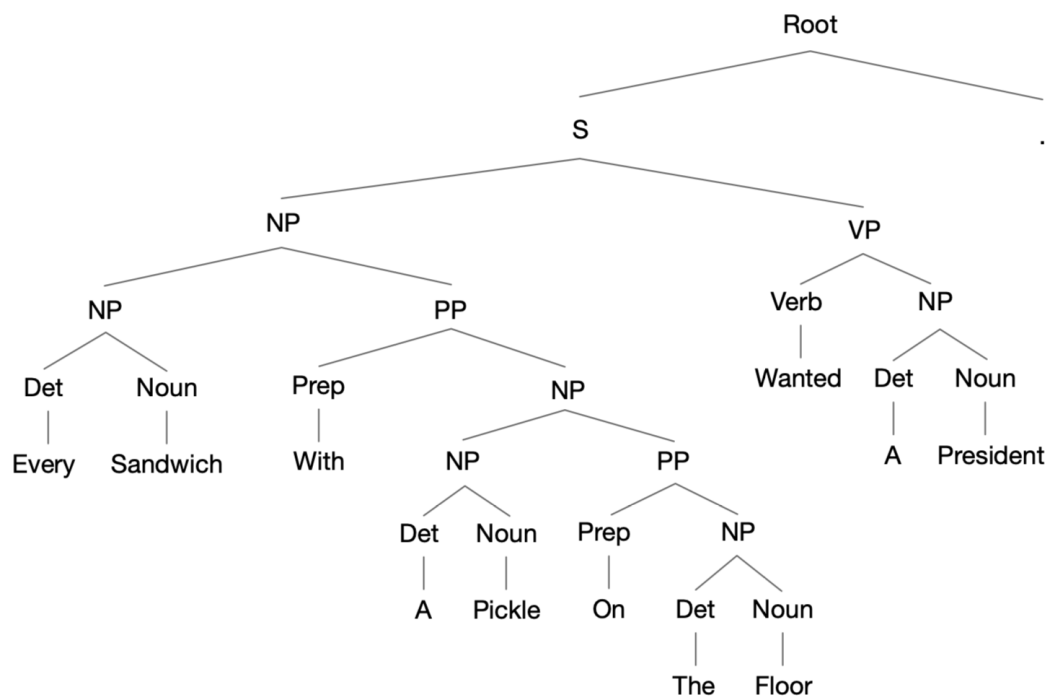 Root
S .
NP VP
NP PP Verb NP
Det Noun Prep NP Wanted Det Noun
Every Sandwich With NP PP A President
Det Noun Prep NP
A Pickle On Det Noun
The Floor